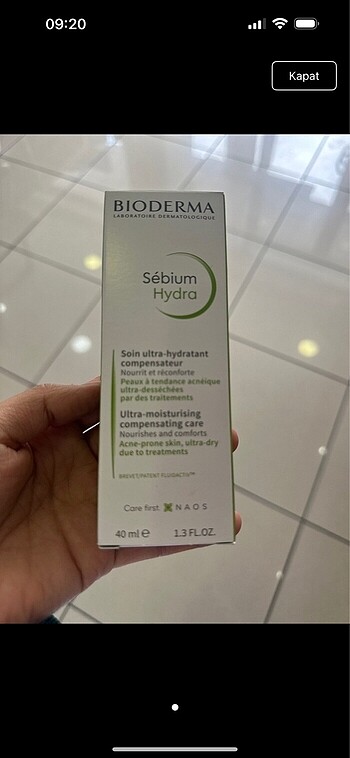 09:20
Kapat
BIODERMA
LABORATOIRE DERMATOLOGIQUE
Sébium
Hydra
Soin ultra-hydratant
compensateur
Nourrit et réconforte
Peaux à tendance acnéique
ultra-desséchées
par des traitements
Ultra-moisturising
compensating care
Nourishes and comforts
Acne-prone skin, ultra-dry
due to treatments
BREVET/PATENT FLUIDACTIV™
Care first. NAOS
40 ml ℮ 1.3 FL.OZ.